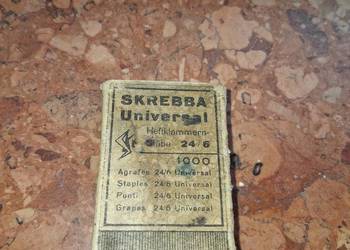 SKREBBA
Universal
Heftklammern-
24/6
1000
Agrafes 24/6 Universal
Staples 24/6 Universal
Punti 24/6 Universal
Grapas 24/6 Universal